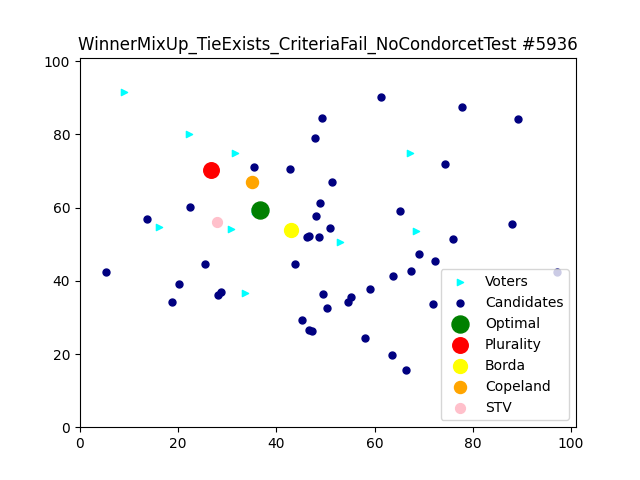 WinnerMixUp_TieExists_CriteriaFail_NoCondorcetTest #5936
100
80
60
40
20
0
0 20 40 60 80 100
Voters
Candidates
Optimal
Plurality
Borda
Copeland
STV